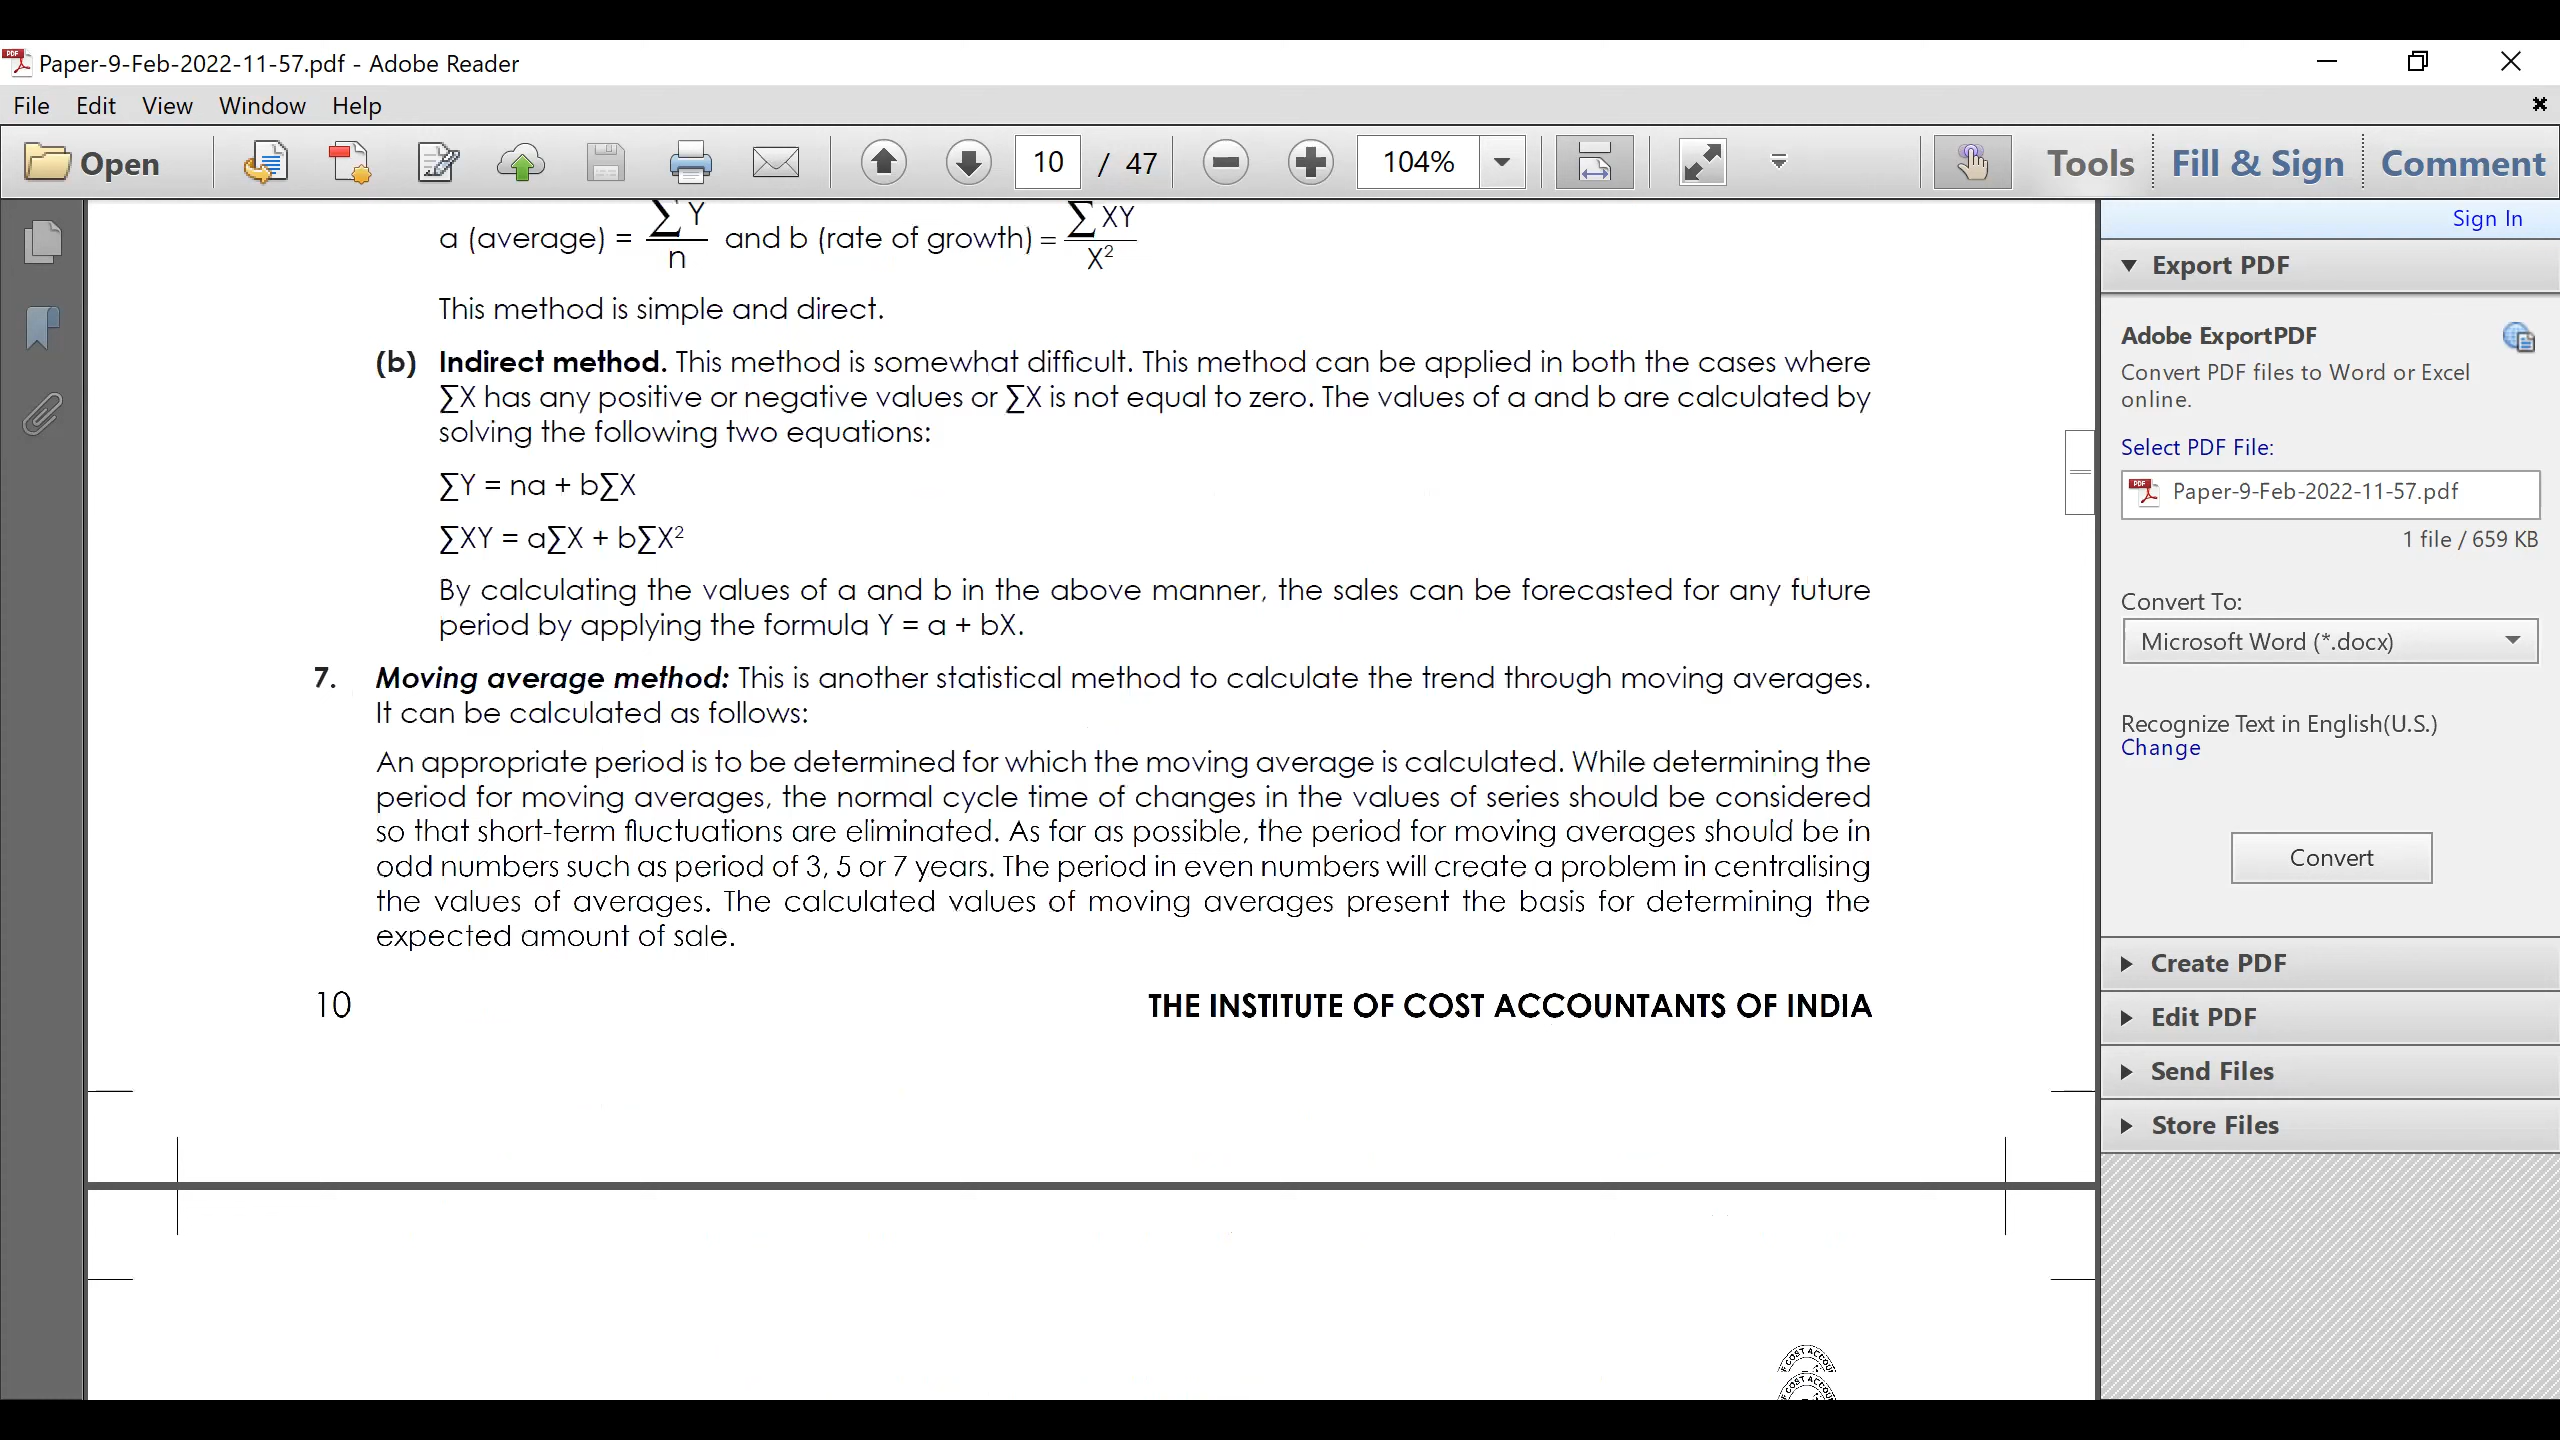 Paper-9-Feb-2022-11-57.pdf - Adobe Reader
File Edit View Window Help
Open 10 / 47 104% Tools Fill & Sign Comment
Sign In
a (average) = ∑Y / n and b (rate of growth) = ∑XY / X²
This method is simple and direct.
(b) Indirect method. This method is somewhat difficult. This method can be applied in both the cases where
∑X has any positive or negative values or ∑X is not equal to zero. The values of a and b are calculated by
solving the following two equations:
∑Y = na + b∑X
∑XY = a∑X + b∑X²
By calculating the values of a and b in the above manner, the sales can be forecasted for any future
period by applying the formula Y = a + bX.
7. Moving average method: This is another statistical method to calculate the trend through moving averages.
It can be calculated as follows:
An appropriate period is to be determined for which the moving average is calculated. While determining the
period for moving averages, the normal cycle time of changes in the values of series should be considered
so that short-term fluctuations are eliminated. As far as possible, the period for moving averages should be in
odd numbers such as period of 3, 5 or 7 years. The period in even numbers will create a problem in centralising
the values of averages. The calculated values of moving averages present the basis for determining the
expected amount of sale.
10 THE INSTITUTE OF COST ACCOUNTANTS OF INDIA
Export PDF
Adobe ExportPDF
Convert PDF files to Word or Excel
online.
Select PDF File:
Paper-9-Feb-2022-11-57.pdf
1 file / 659 KB
Convert To:
Microsoft Word (*.docx)
Recognize Text in English(U.S.)
Change
Convert
Create PDF
Edit PDF
Send Files
Store Files